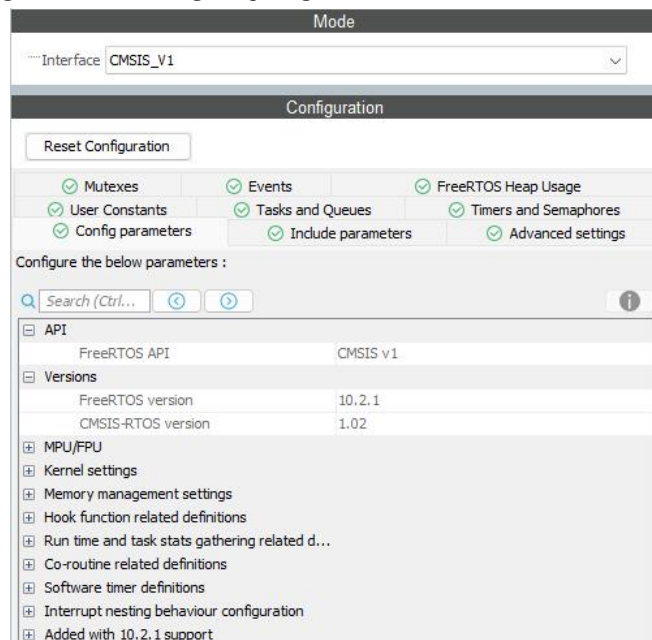 Mode
Interface CMSIS_V1
Configuration
Reset Configuration
Mutexes Events FreeRTOS Heap Usage
User Constants Tasks and Queues Timers and Semaphores
Config parameters Include parameters Advanced settings
Configure the below parameters :
Search (Ctrl...
API
FreeRTOS API CMSIS v1
Versions
FreeRTOS version 10.2.1
CMSIS-RTOS version 1.02
MPU/FPU
Kernel settings
Memory management settings
Hook function related definitions
Run time and task stats gathering related d...
Co-routine related definitions
Software timer definitions
Interrupt nesting behaviour configuration
Added with 10.2.1 support